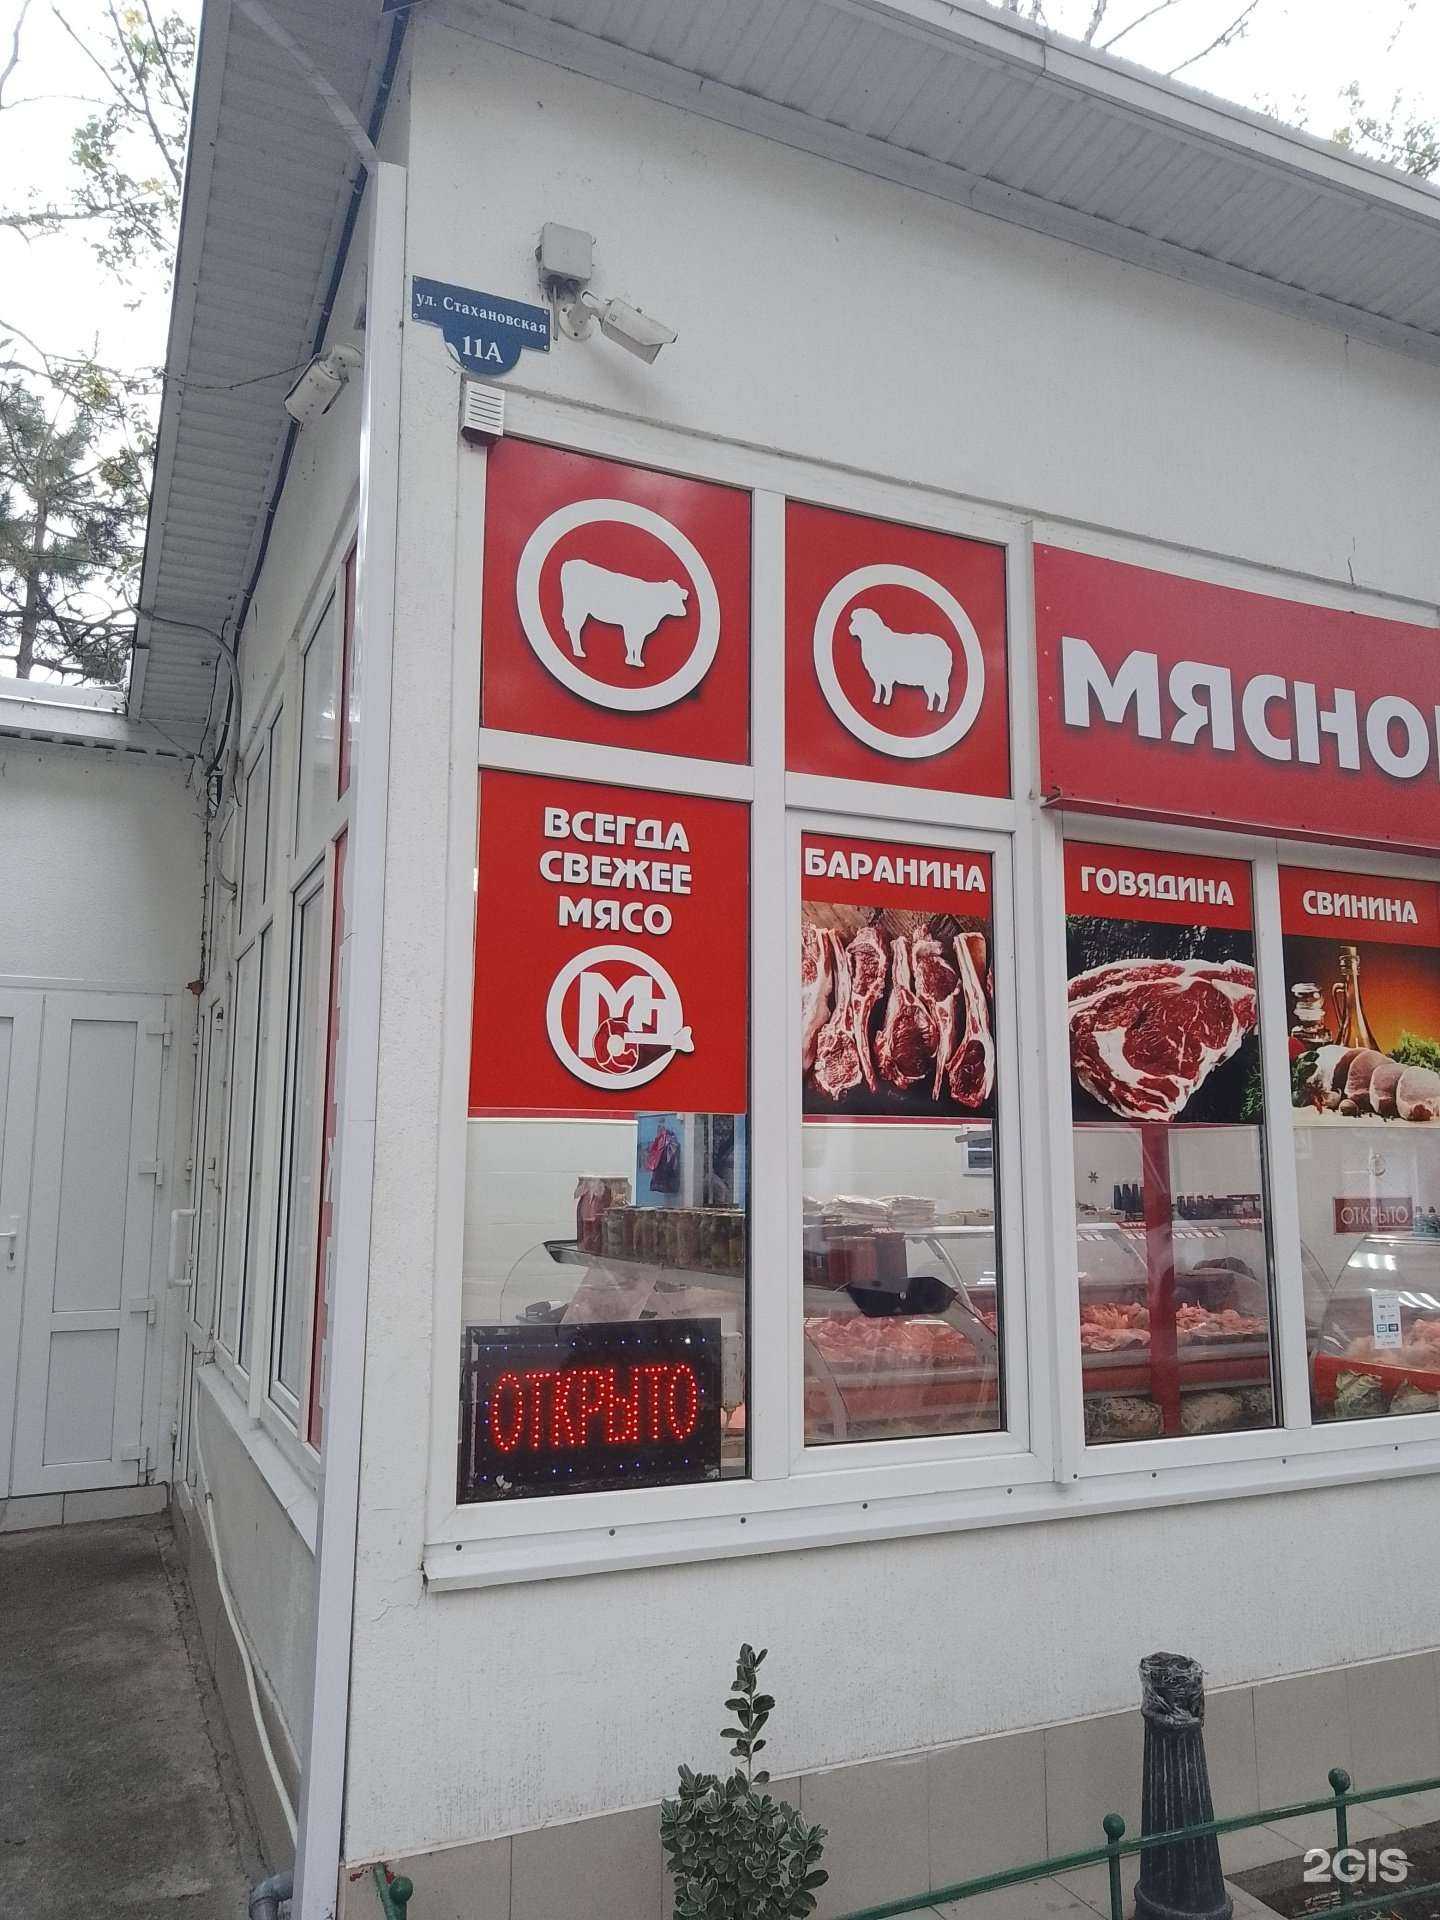 ул. Стахановская
11А
МЯСНО
ВСЕГДА
СВЕЖЕЕ
МЯСО
БАРАНИНА
ГОВЯДИНА
СВИНИНА
ОТКРЫТО
ОТКРЫТО
2GIS